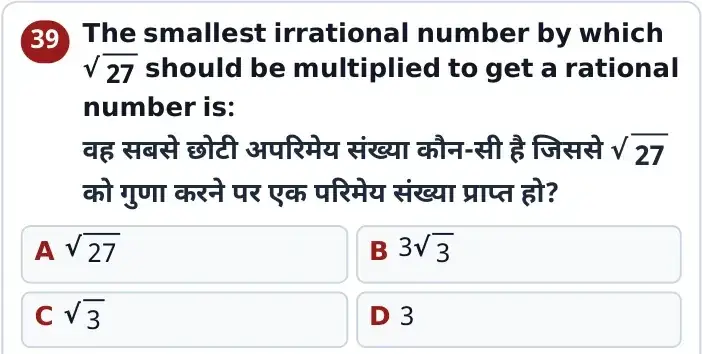 39 The smallest irrational number by which
√27 should be multiplied to get a rational
number is:
वह सबसे छोटी अपरिमेय संख्या कौन-सी है जिससे √27
को गुणा करने पर एक परिमेय संख्या प्राप्त हो?
A √27 B 3√3
C √3 D 3